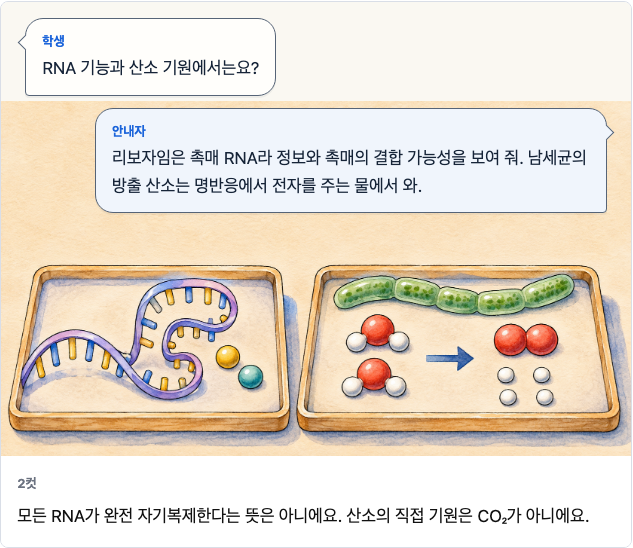 학생
RNA 기능과 산소 기원에서는요?
안내자
리보자임은 촉매 RNA라 정보와 촉매의 결합 가능성을 보여 줘. 남세균의
방출 산소는 명반응에서 전자를 주는 물에서 와.
2컷
모든 RNA가 완전 자기복제한다는 뜻은 아니에요. 산소의 직접 기원은 CO₂가 아니에요.